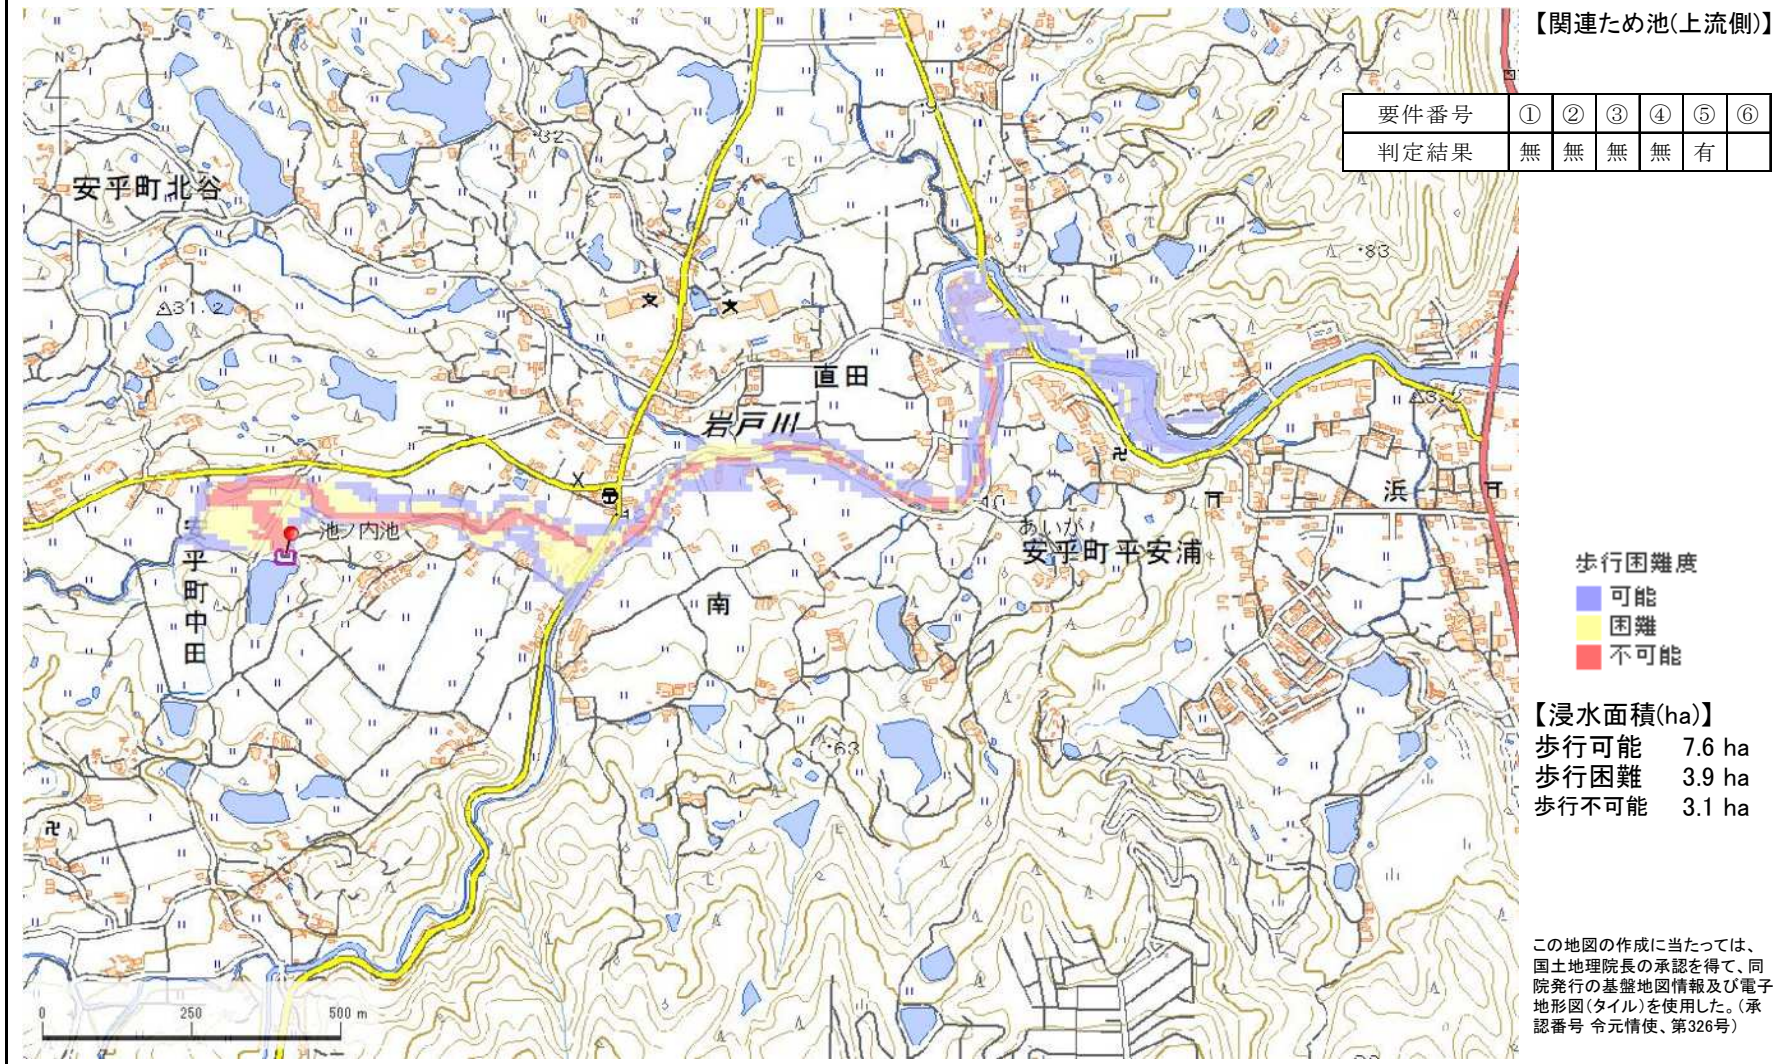 【関連ため池(上流側)】
要件番号 ① ② ③ ④ ⑤ ⑥
判定結果 無 無 無 無 有
N
・92
安乎町北谷
・83
△31.2
直田
岩戸川
浜
池ノ内池
あいが
安乎町平安浦
平町中田
南
・63
歩行困難度
可能
困難
不可能
【浸水面積(ha)】
歩行可能 7.6 ha
歩行困難 3.9 ha
歩行不可能 3.1 ha
この地図の作成に当たっては、
国土地理院長の承認を得て、同
院発行の基盤地図情報及び電子
地形図(タイル)を使用した。(承
認番号 令元情使、第326号)
0 250 500 m